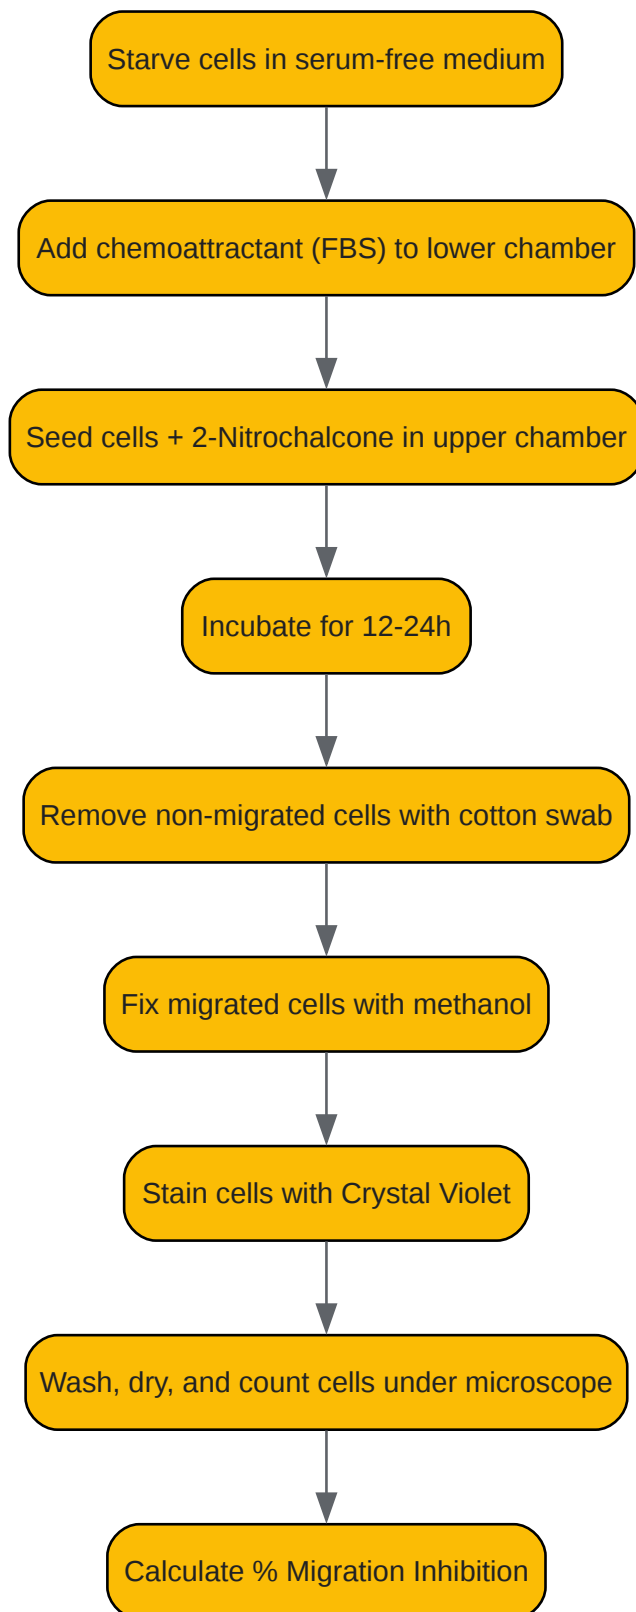 Starve cells in serum-free medium
Add chemoattractant (FBS) to lower chamber
Seed cells + 2-Nitrochalcone in upper chamber
Incubate for 12-24h
Remove non-migrated cells with cotton swab
Fix migrated cells with methanol
Stain cells with Crystal Violet
Wash, dry, and count cells under microscope
Calculate % Migration Inhibition